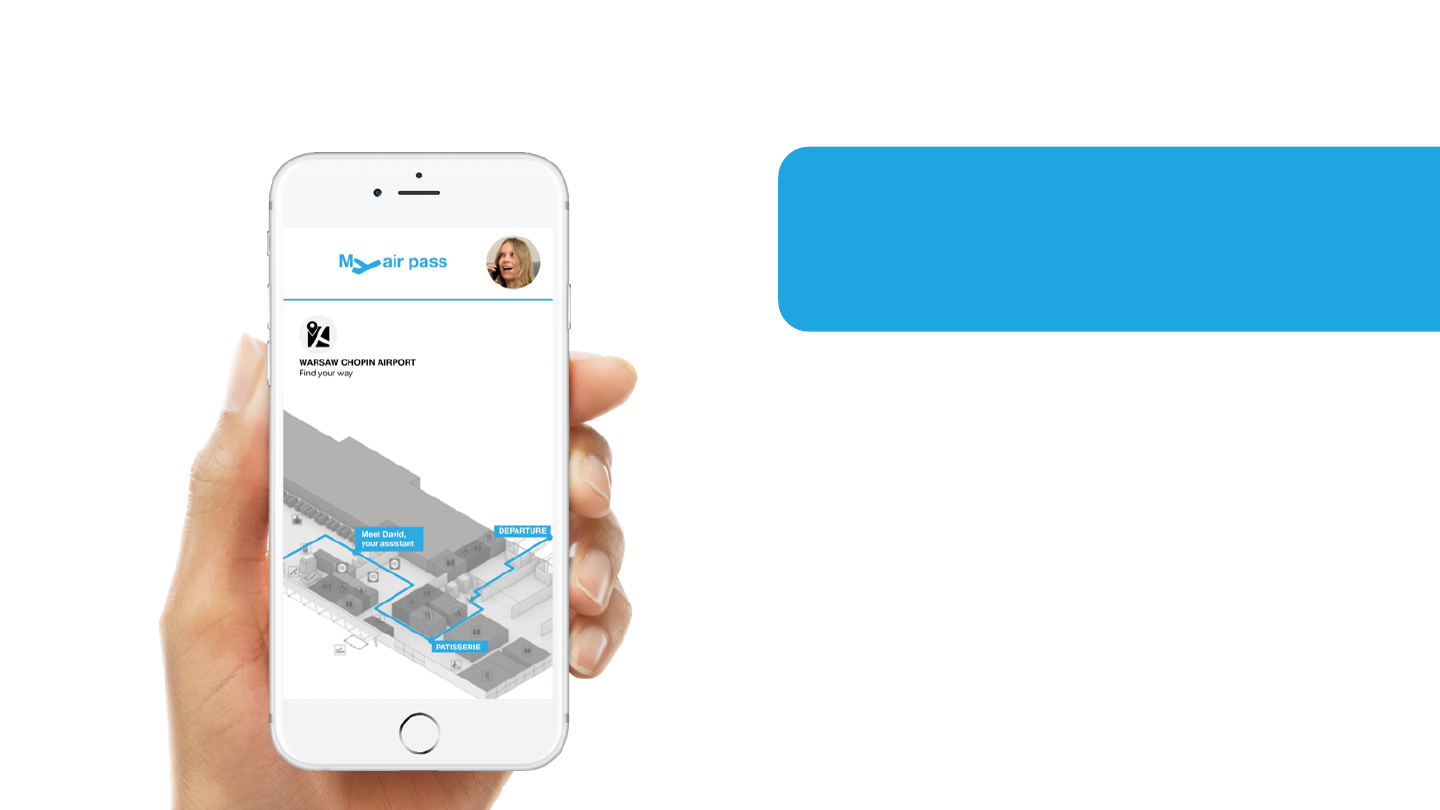 My air pass
WARSAW CHOPIN AIRPORT
Find your way
Meet David,
your assistant
DEPARTURE
PATISSERIE